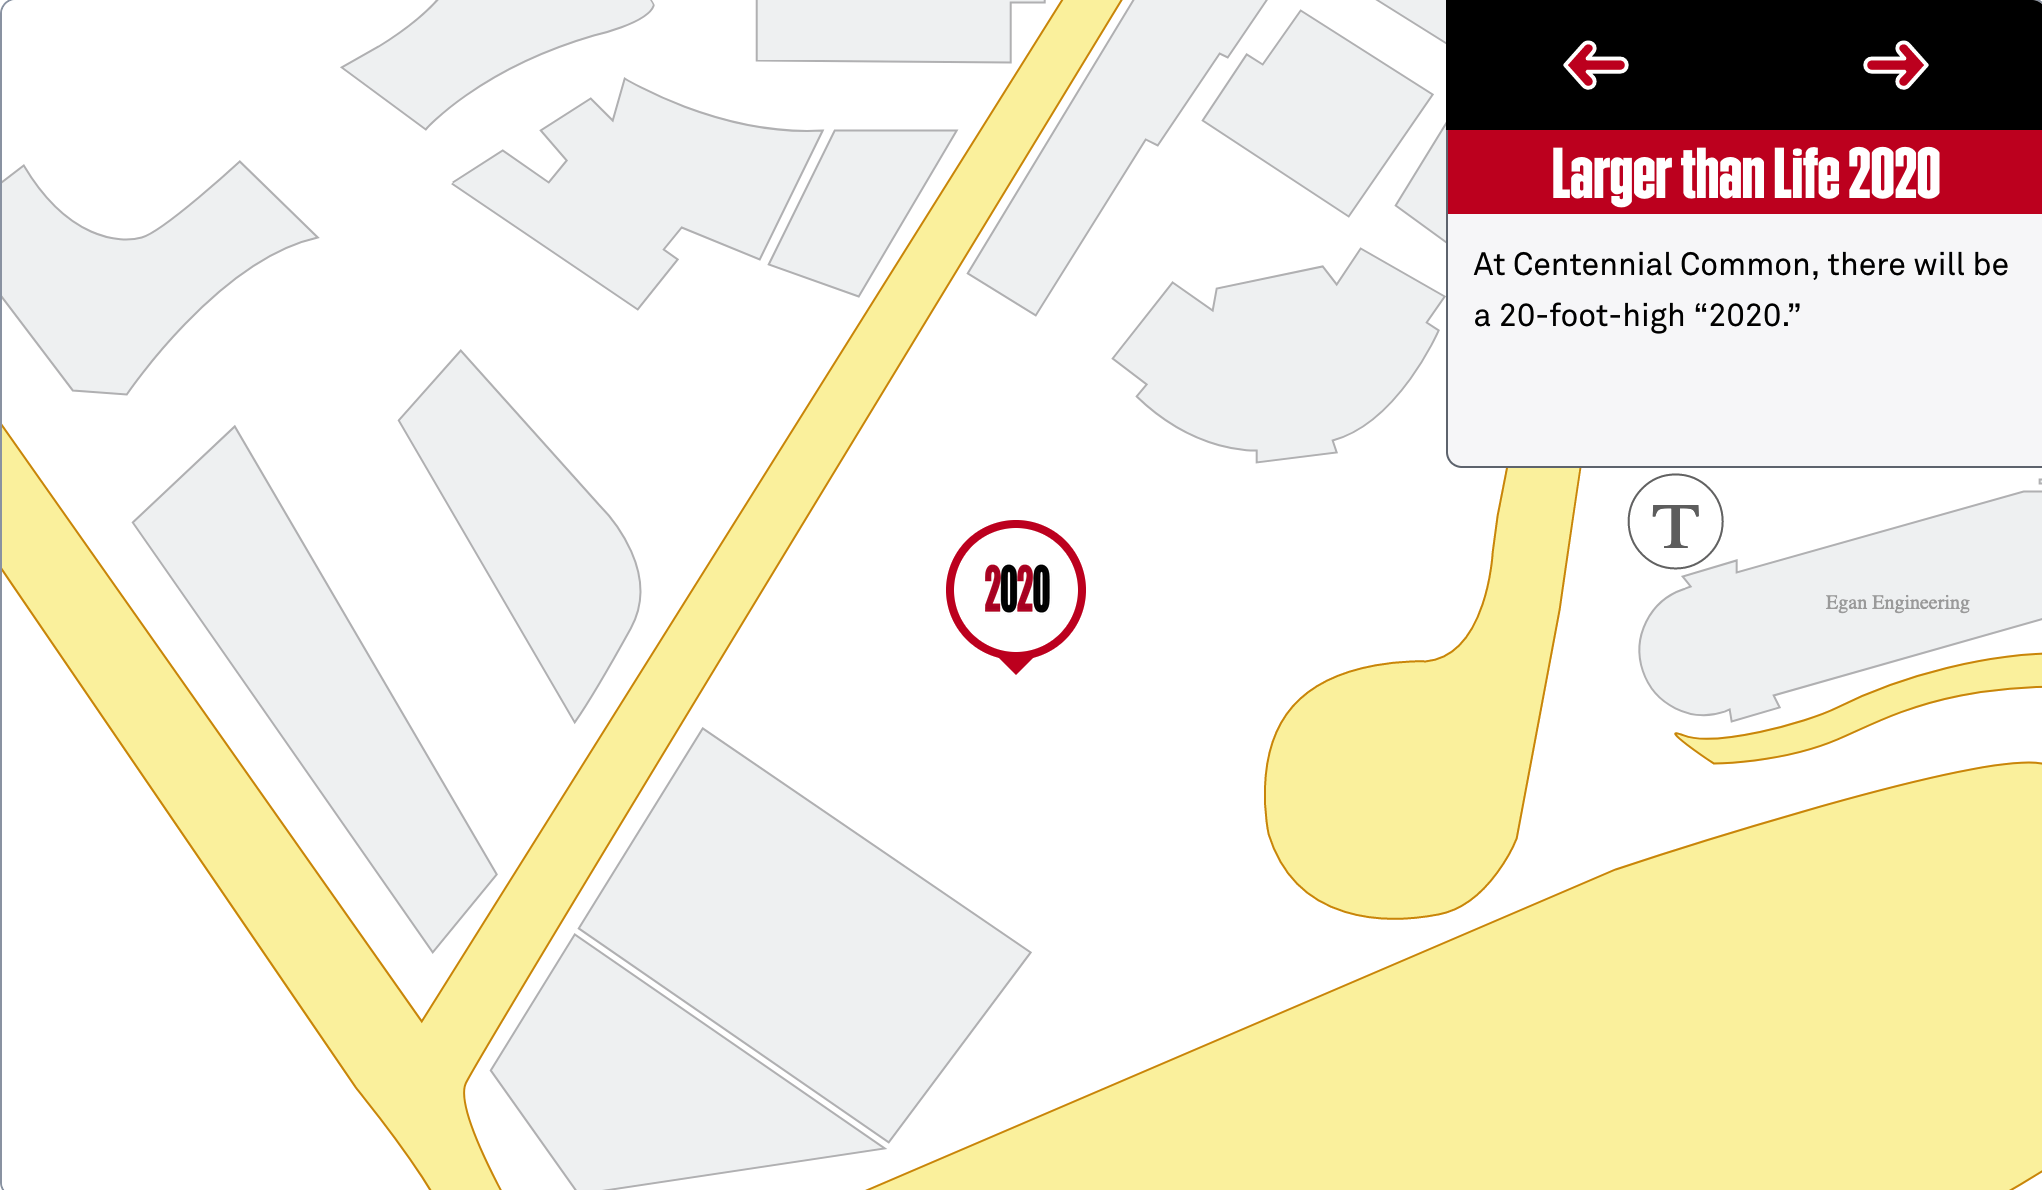 Larger than Life 2020
At Centennial Common, there will be
a 20-foot-high “2020.”
T
2020
Egan Engineering